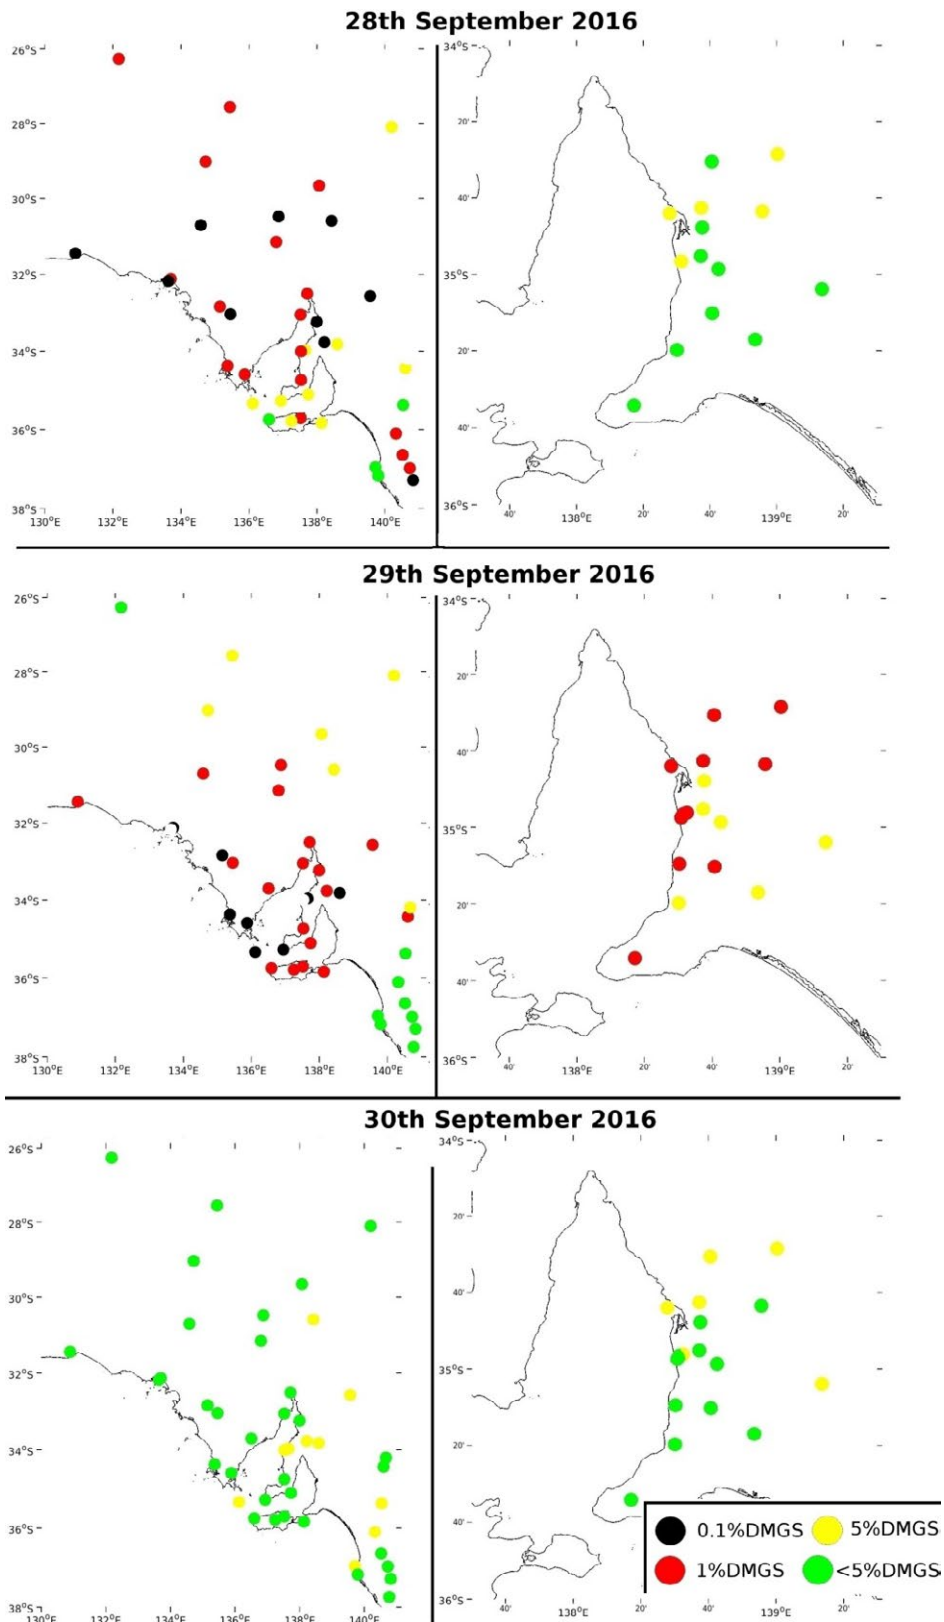 28th September 2016
26°S
28°S
30°S
32°S
34°S
36°S
38°S
130°E 132°E 134°E 136°E 138°E 140°E
34°S
20'
40'
35°S
20'
40'
36°S
40' 138°E 20' 40' 139°E 20'
29th September 2016
26°S
28°S
30°S
32°S
34°S
36°S
38°S
130°E 132°E 134°E 136°E 138°E 140°E
34°S
20'
40'
35°S
20'
40'
36°S
40' 138°E 20' 40' 139°E 20'
30th September 2016
26°S
28°S
30°S
32°S
34°S
36°S
38°S
130°E 132°E 134°E 136°E 138°E 140°E
34°S
20'
40'
35°S
20'
40'
36°S
40' 138°E 20' 40' 139°E 20'
0.1%DMGS 5%DMGS
1%DMGS <5%DMGS